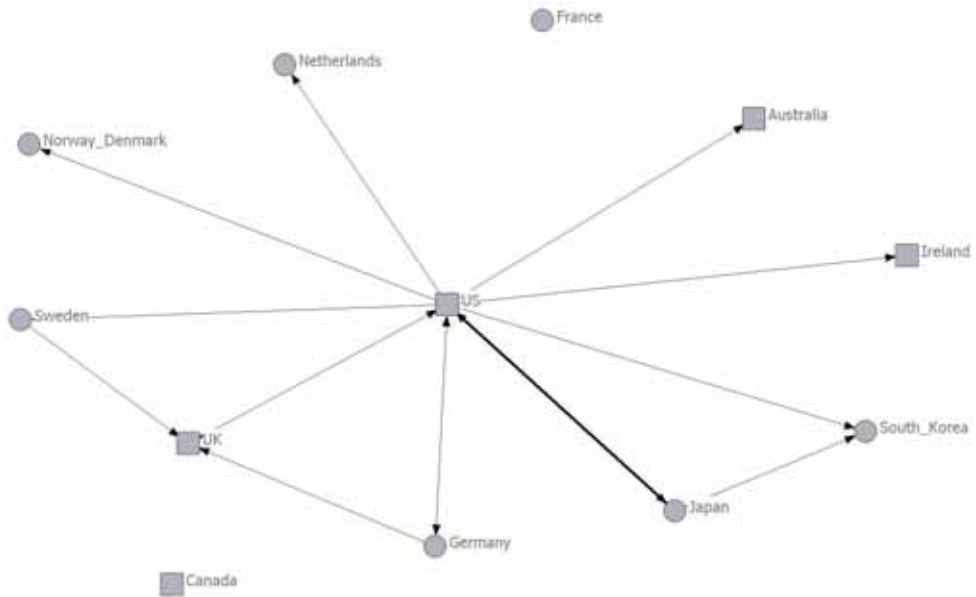 France
Netherlands
Australia
Norway_Denmark
Ireland
US
Sweden
South_Korea
UK
Japan
Germany
Canada